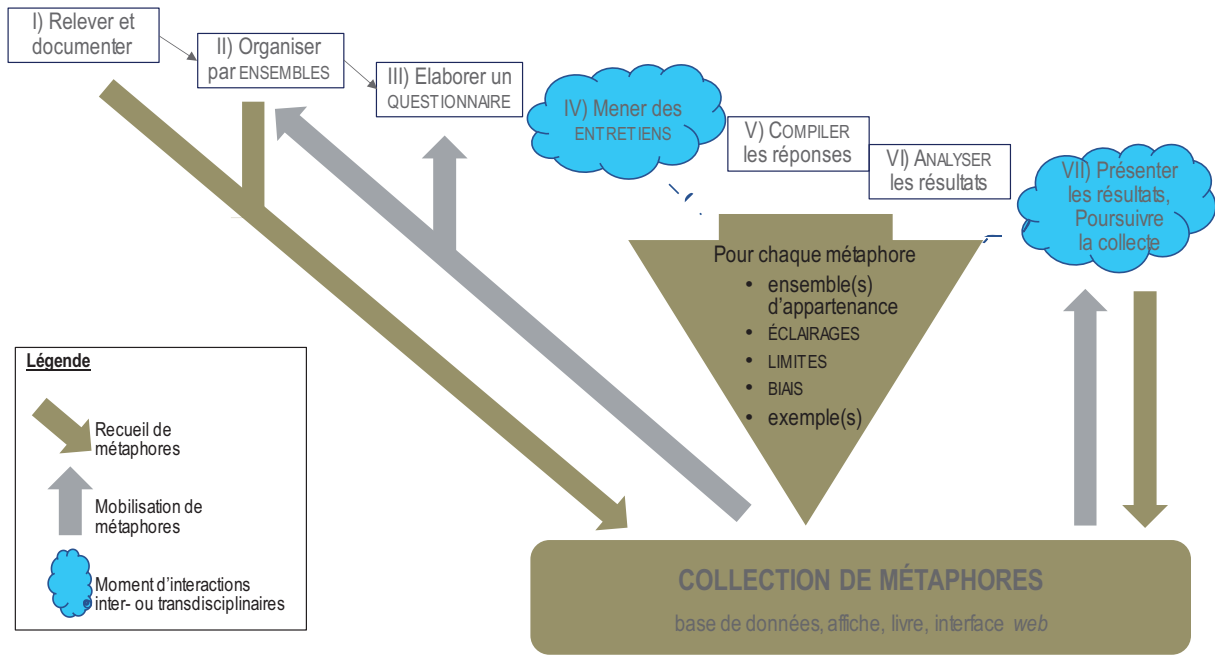 I) Relever et
documenter
II) Organiser
par ENSEMBLES
III) Elaborer un
QUESTIONNAIRE
IV) Mener des
ENTRETIENS
V) COMPILER
les réponses
VI) ANALYSER
les résultats
VII) Présenter
les résultats,
Poursuivre
la collecte
Pour chaque métaphore
• ensemble(s)
d'appartenance
• ÉCLAIRAGES
• LIMITES
• BIAIS
• exemple(s)
Légende
Recueil de
métaphores
Mobilisation de
métaphores
Moment d'interactions
inter- ou transdisciplinaires
COLLECTION DE MÉTAPHORES
base de données, affiche, livre, interface web